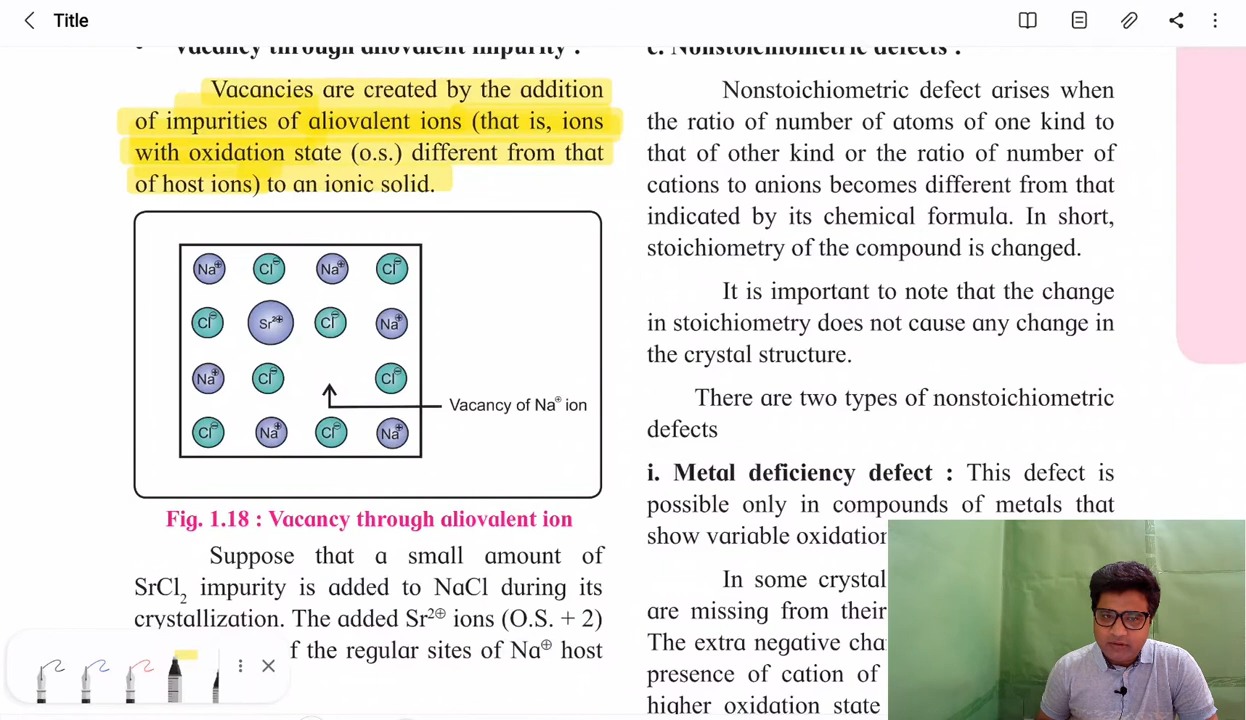 Title
Vacancy through aliovalent impurity :
Vacancies are created by the addition
of impurities of aliovalent ions (that is, ions
with oxidation state (o.s.) different from that
of host ions) to an ionic solid.
Na⊕ Cl⊖ Na⊕ Cl⊖
Cl⊖ Sr²⊕ Cl⊖ Na⊕
Na⊕ Cl⊖ Cl⊖
Cl⊖ Na⊕ Cl⊖ Na⊕
Vacancy of Na⊕ ion
Fig. 1.18 : Vacancy through aliovalent ion
Suppose that a small amount of
SrCl₂ impurity is added to NaCl during its
crystallization. The added Sr²⊕ ions (O.S. + 2)
f the regular sites of Na⊕ host
c. Nonstoichiometric defects :
Nonstoichiometric defect arises when
the ratio of number of atoms of one kind to
that of other kind or the ratio of number of
cations to anions becomes different from that
indicated by its chemical formula. In short,
stoichiometry of the compound is changed.
It is important to note that the change
in stoichiometry does not cause any change in
the crystal structure.
There are two types of nonstoichiometric
defects
i. Metal deficiency defect : This defect is
possible only in compounds of metals that
show variable oxidation
In some crystal
are missing from their
The extra negative cha
presence of cation of
higher oxidation state